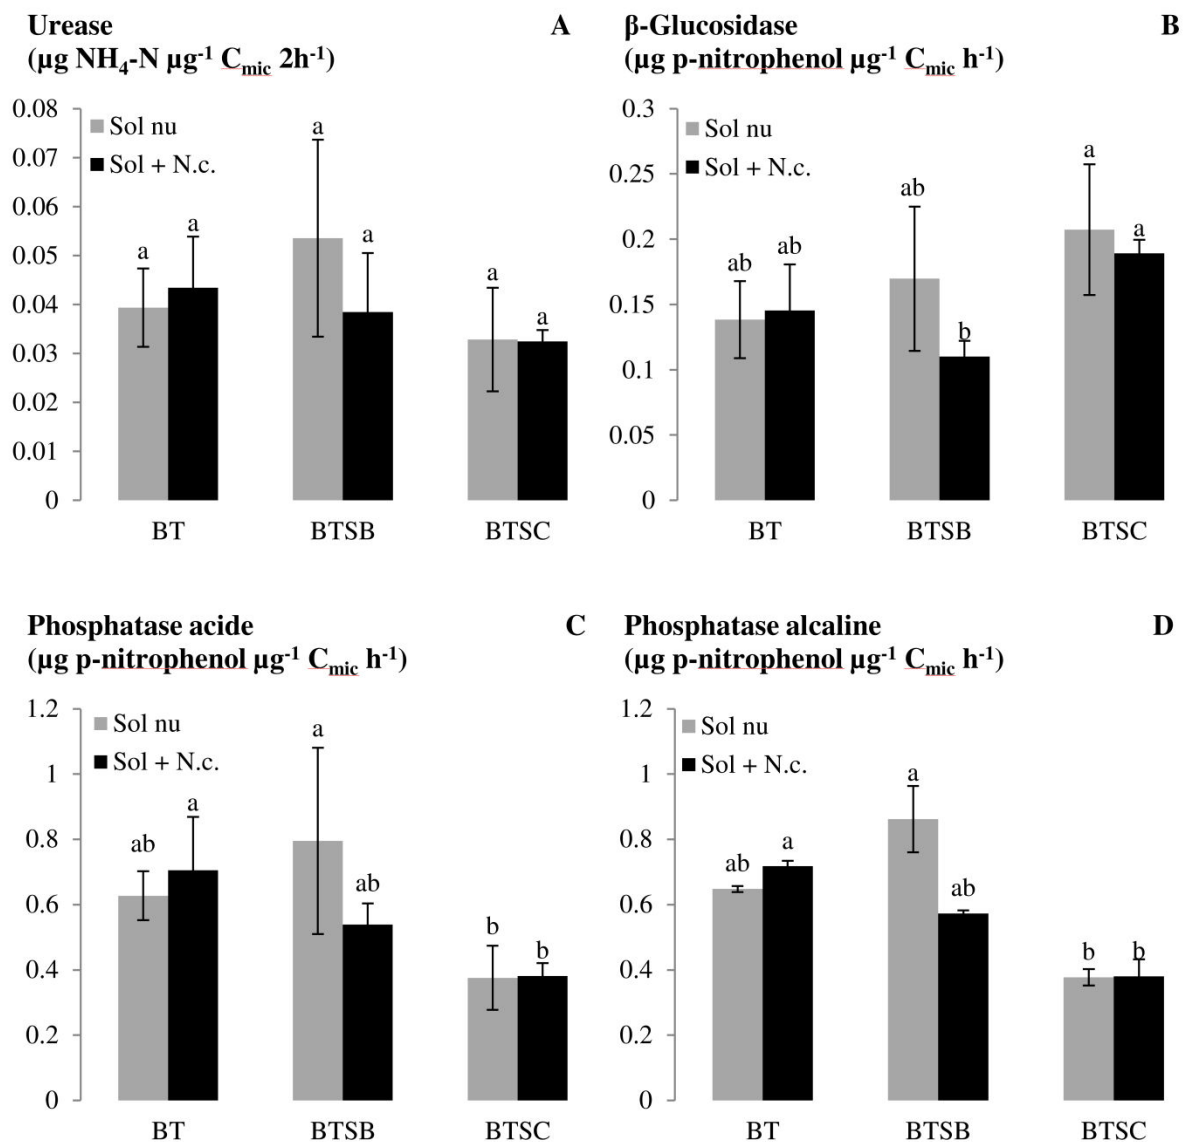 Urease A
(µg NH4-N µg-1 Cmic 2h-1)
0.08
0.07
0.06
0.05
0.04
0.03
0.02
0.01
0
Sol nu
Sol + N.c.
a a a a a a
BT BTSB BTSC
β-Glucosidase B
(µg p-nitrophenol µg-1 Cmic h-1)
0.3
0.25
0.2
0.15
0.1
0.05
0
Sol nu
Sol + N.c.
ab ab ab b a a
BT BTSB BTSC
Phosphatase acide C
(µg p-nitrophenol µg-1 Cmic h-1)
1.2
1
0.8
0.6
0.4
0.2
0
Sol nu
Sol + N.c.
ab a a ab b b
BT BTSB BTSC
Phosphatase alcaline D
(µg p-nitrophenol µg-1 Cmic h-1)
1.2
1
0.8
0.6
0.4
0.2
0
Sol nu
Sol + N.c.
ab a a ab b b
BT BTSB BTSC